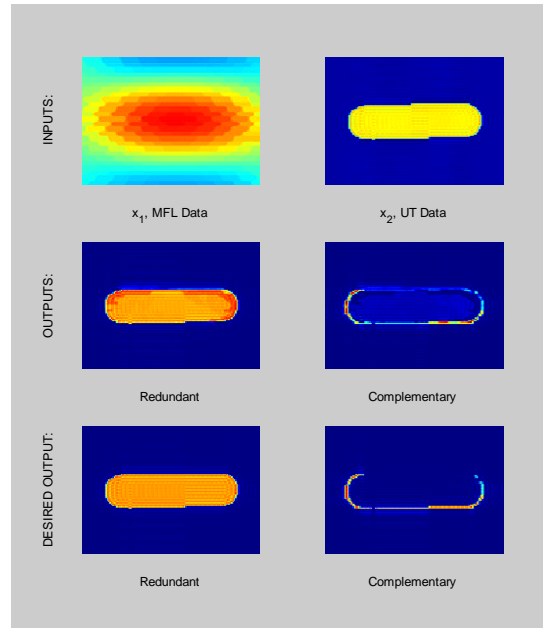 INPUTS:
x1, MFL Data
x2, UT Data
OUTPUTS:
Redundant
Complementary
DESIRED OUTPUT:
Redundant
Complementary